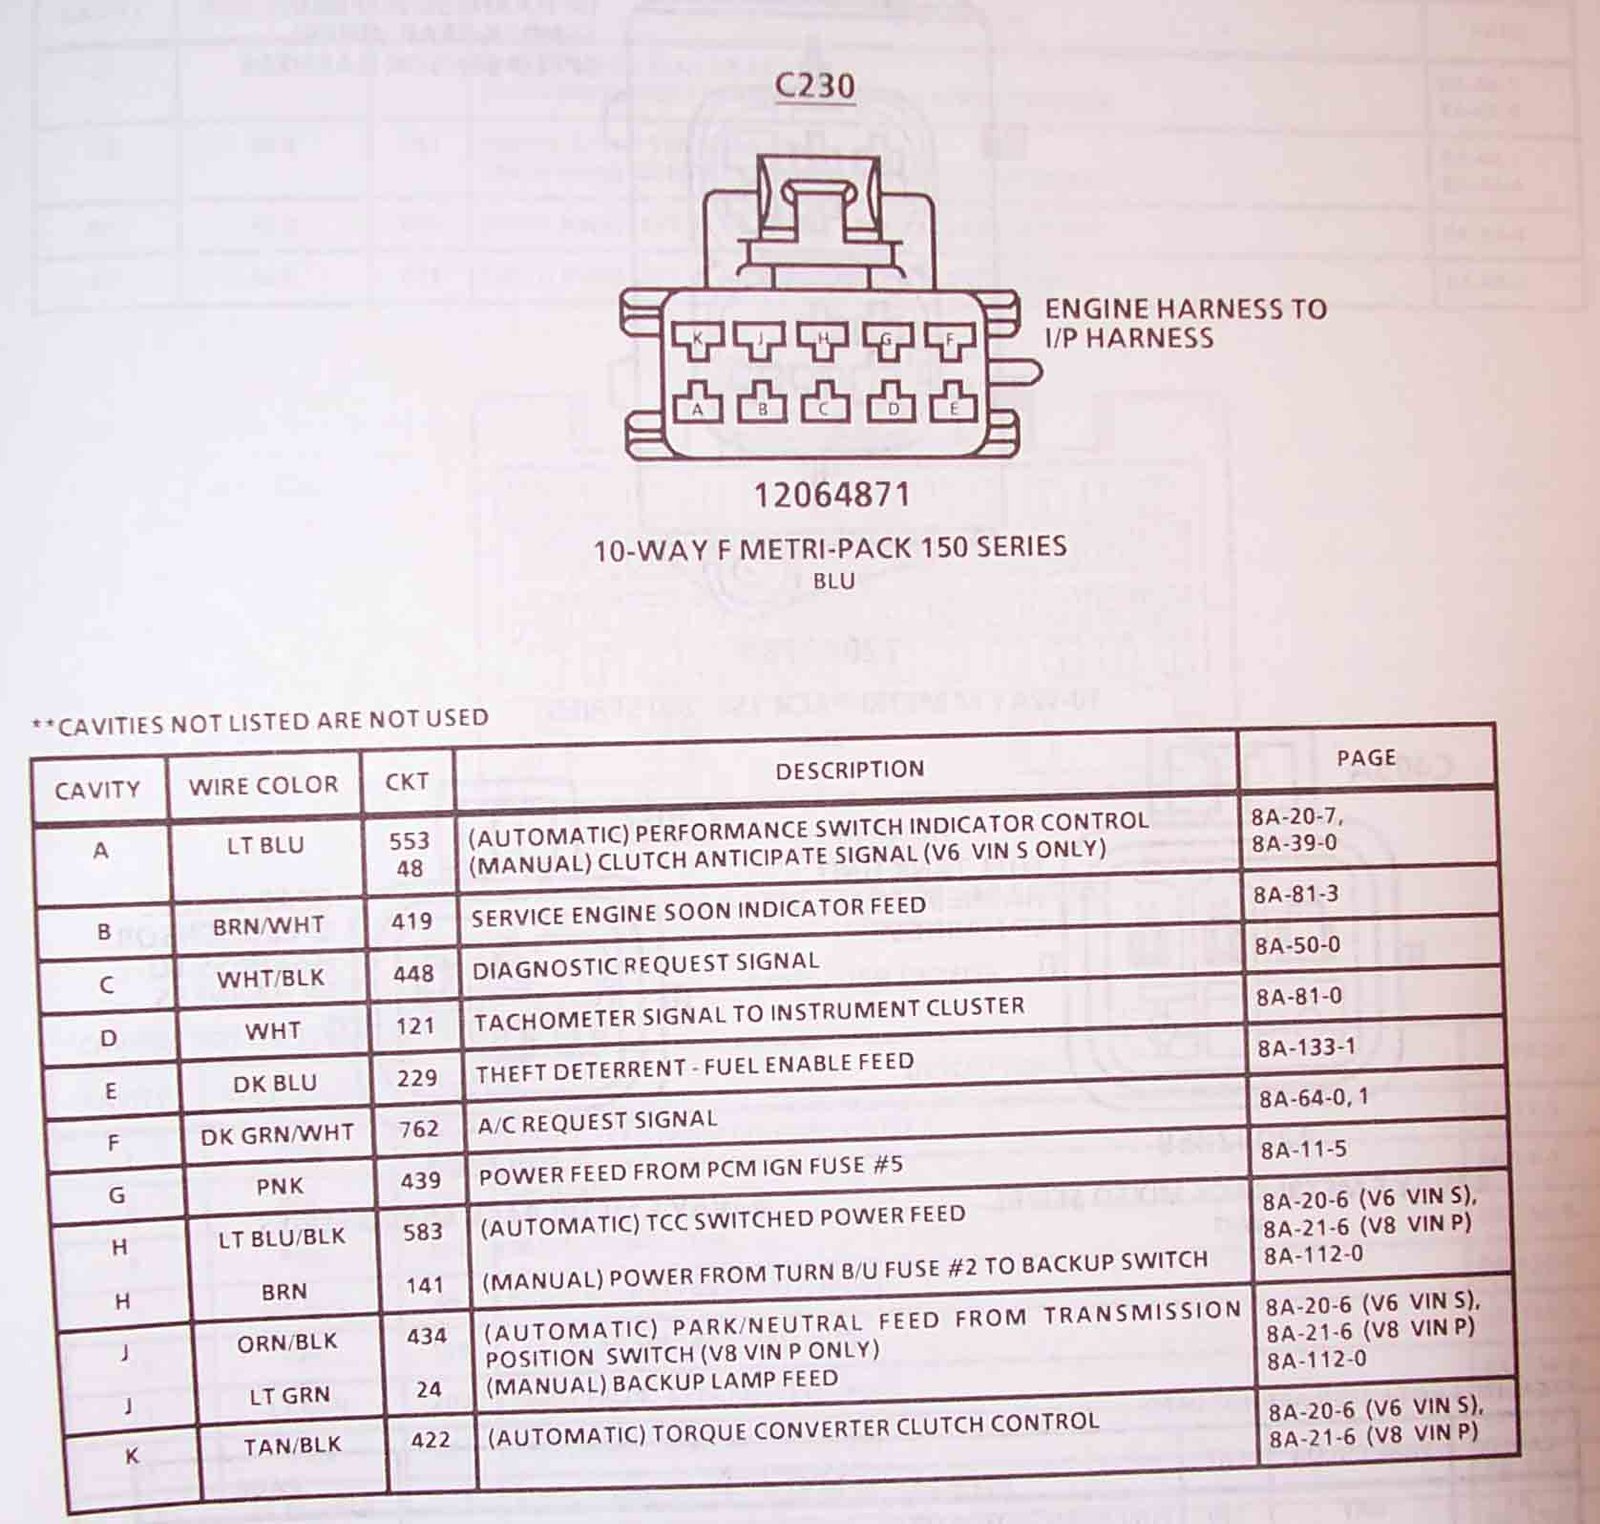 C230
ENGINE HARNESS TO
I/P HARNESS
K J H G F
A B C D E
12064871
10-WAY F METRI-PACK 150 SERIES
BLU
**CAVITIES NOT LISTED ARE NOT USED
CAVITY WIRE COLOR CKT DESCRIPTION PAGE
A LT BLU 553 (AUTOMATIC) PERFORMANCE SWITCH INDICATOR CONTROL 8A-20-7,
48 (MANUAL) CLUTCH ANTICIPATE SIGNAL (V6 VIN S ONLY) 8A-39-0
B BRN/WHT 419 SERVICE ENGINE SOON INDICATOR FEED 8A-81-3
C WHT/BLK 448 DIAGNOSTIC REQUEST SIGNAL 8A-50-0
D WHT 121 TACHOMETER SIGNAL TO INSTRUMENT CLUSTER 8A-81-0
E DK BLU 229 THEFT DETERRENT - FUEL ENABLE FEED 8A-133-1
F DK GRN/WHT 762 A/C REQUEST SIGNAL 8A-64-0, 1
G PNK 439 POWER FEED FROM PCM IGN FUSE #5 8A-11-5
H LT BLU/BLK 583 (AUTOMATIC) TCC SWITCHED POWER FEED 8A-20-6 (V6 VIN S),
8A-21-6 (V8 VIN P)
H BRN 141 (MANUAL) POWER FROM TURN B/U FUSE #2 TO BACKUP SWITCH 8A-112-0
J ORN/BLK 434 (AUTOMATIC) PARK/NEUTRAL FEED FROM TRANSMISSION 8A-20-6 (V6 VIN S),
POSITION SWITCH (V8 VIN P ONLY) 8A-21-6 (V8 VIN P)
J LT GRN 24 (MANUAL) BACKUP LAMP FEED 8A-112-0
K TAN/BLK 422 (AUTOMATIC) TORQUE CONVERTER CLUTCH CONTROL 8A-20-6 (V6 VIN S),
8A-21-6 (V8 VIN P)